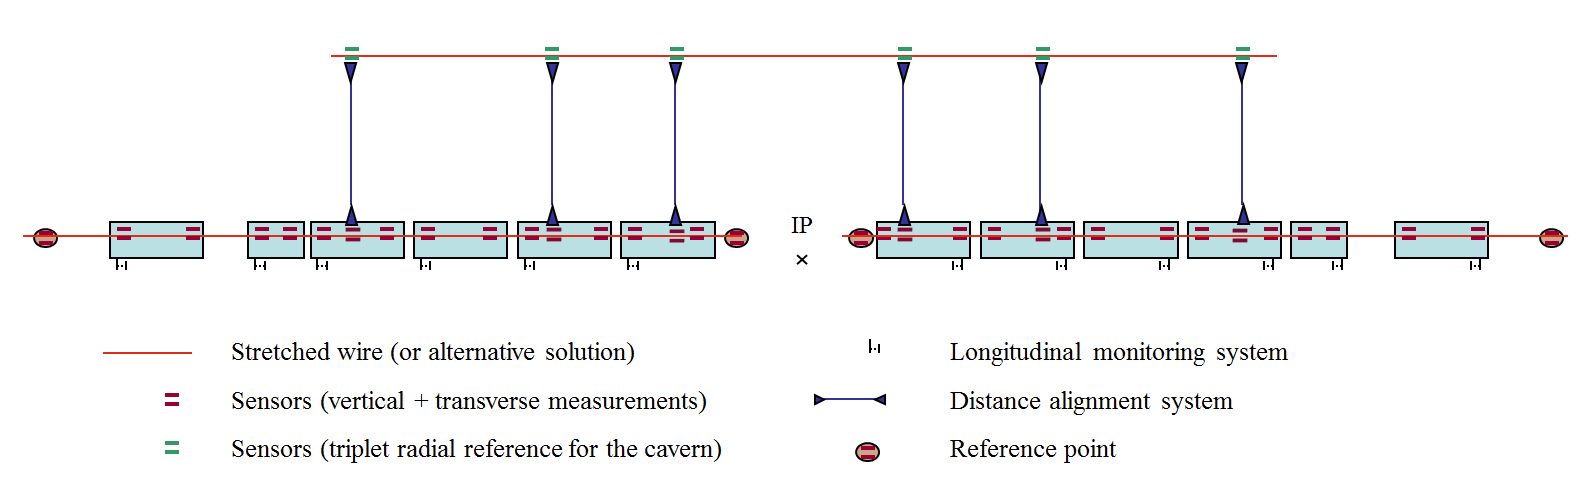 IP
Stretched wire (or alternative solution)
Longitudinal monitoring system
Sensors (vertical + transverse measurements)
Distance alignment system
Sensors (triplet radial reference for the cavern)
Reference point